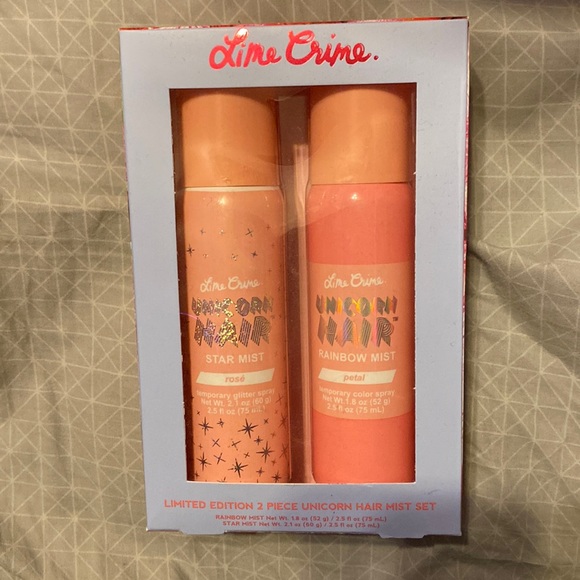 Lime Crime.
Lime Crime
UNICORN
HAIR
STAR MIST
rosé
temporary glitter spray
Net Wt. 2.1 oz (60 g)
2.5 fl oz (75 mL)
Lime Crime
UNICORN
HAIR™
RAINBOW MIST
petal
temporary color spray
Net Wt. 1.8 oz (52 g)
2.5 fl oz (75 mL)
LIMITED EDITION 2 PIECE UNICORN HAIR MIST SET
RAINBOW MIST Net Wt. 1.8 oz (52 g) / 2.5 fl oz (75 mL)
STAR MIST Net Wt. 2.1 oz (60 g) / 2.5 fl oz (75 mL)